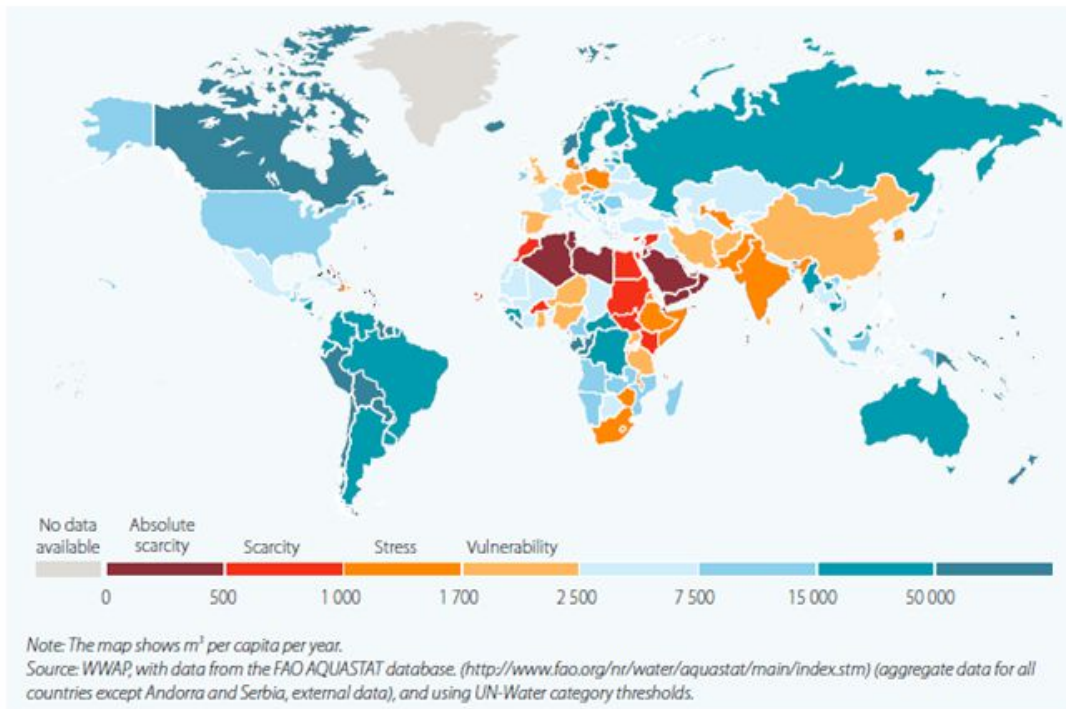 No data available
Absolute scarcity
Scarcity
Stress
Vulnerability
0
500
1 000
1 700
2 500
7 500
15 000
50 000
Note: The map shows m³ per capita per year.
Source: WWAP, with data from the FAO AQUASTAT database. (http://www.fao.org/nr/water/aquastat/main/index.stm) (aggregate data for all
countries except Andorra and Serbia, external data), and using UN-Water category thresholds.